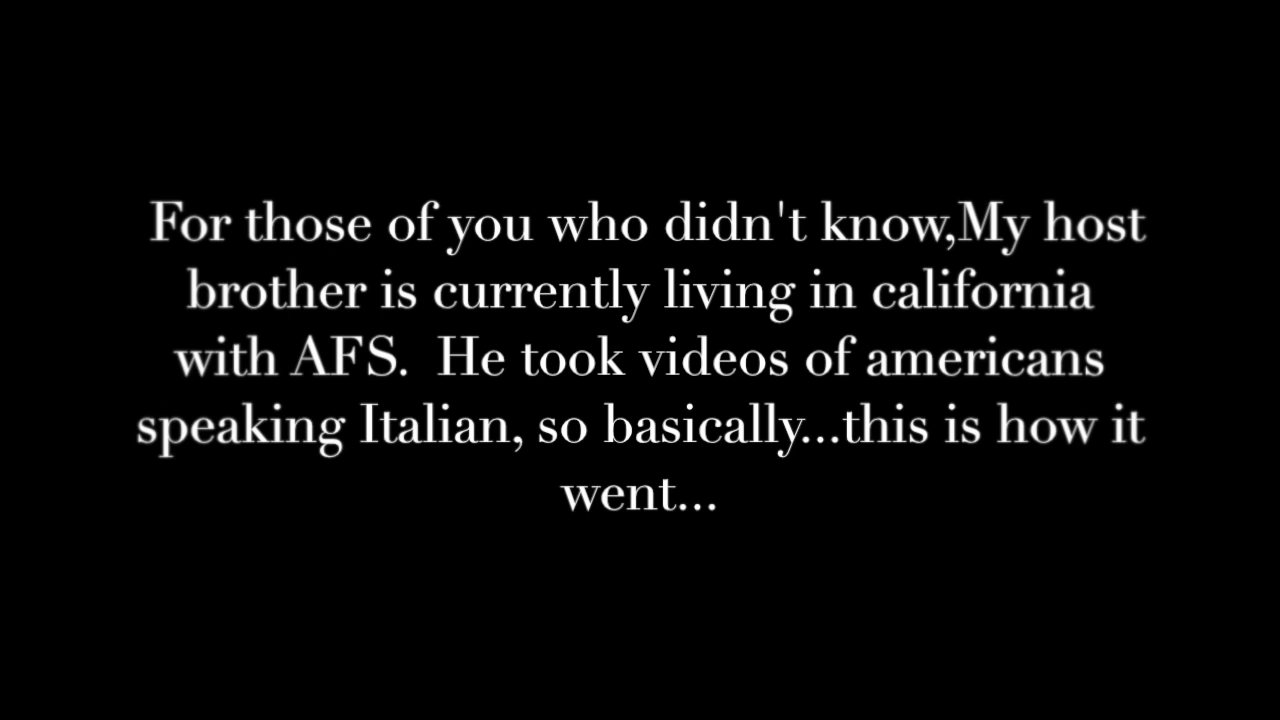 For those of you who didn't know,My host
brother is currently living in california
with AFS.  He took videos of americans
speaking Italian, so basically...this is how it
went...